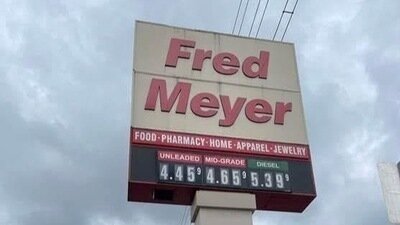 Fred
Meyer
FOOD · PHARMACY · HOME · APPAREL · JEWELRY
UNLEADED MID-GRADE DIESEL
4.45⁹ 4.65⁹ 5.39⁹